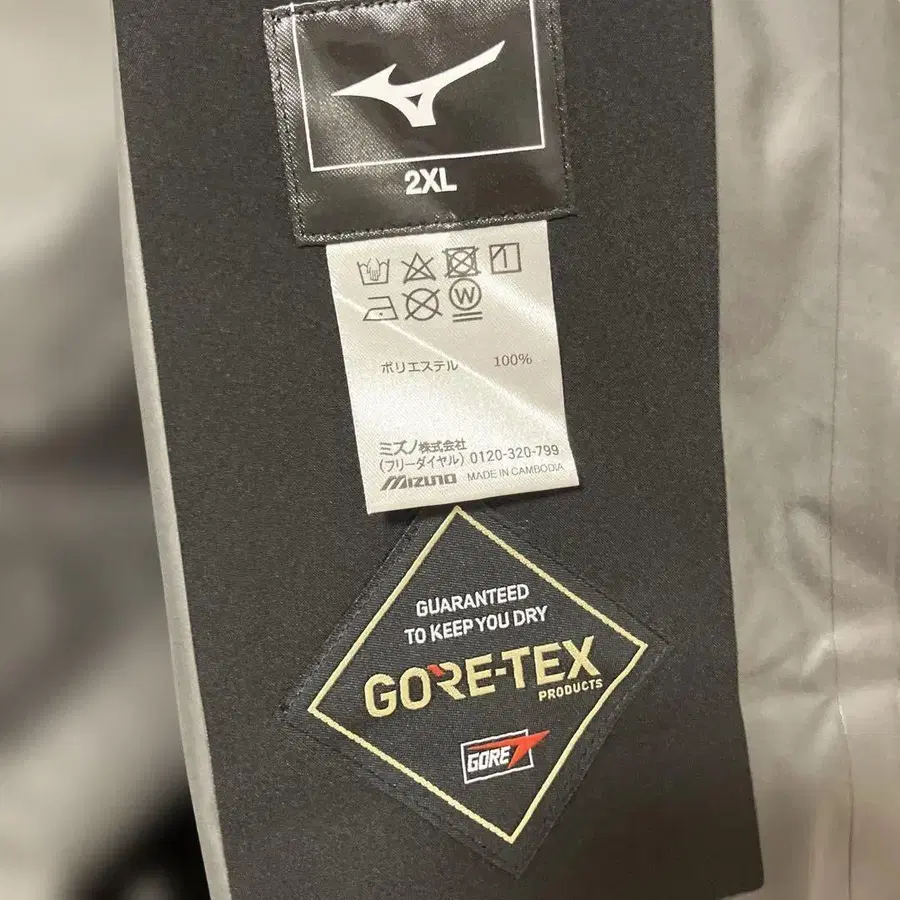 2XL
W
ポリエステル 100%
ミズノ株式会社
(フリーダイヤル) 0120-320-799
MIZUNO MADE IN CAMBODIA
GUARANTEED
TO KEEP YOU DRY
GORE-TEX
PRODUCTS
GORE